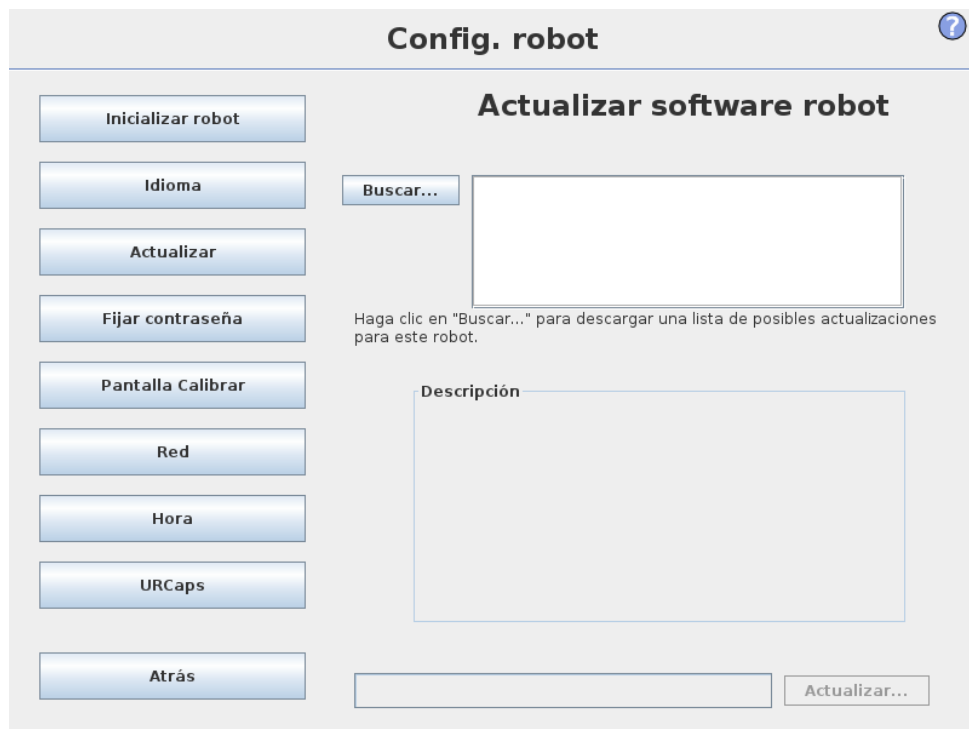 Config. robot
?
Inicializar robot
Idioma
Actualizar
Fijar contraseña
Pantalla Calibrar
Red
Hora
URCaps
Atrás
Actualizar software robot
Buscar...
Haga clic en "Buscar..." para descargar una lista de posibles actualizaciones
para este robot.
Descripción
Actualizar...